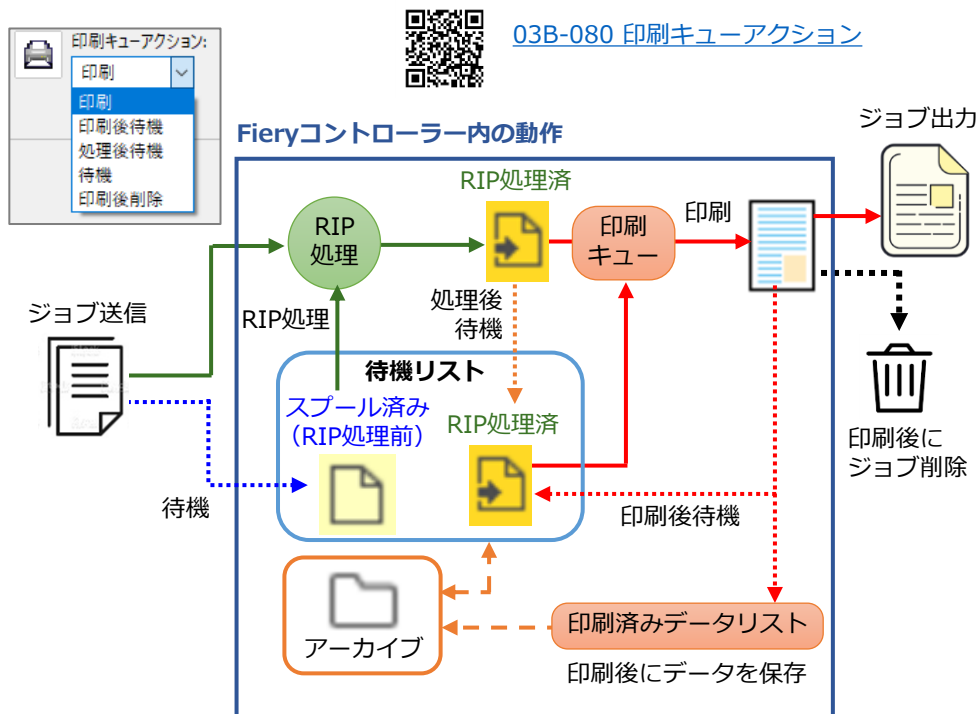 印刷キューアクション:
印刷
印刷
印刷後待機
処理後待機
待機
印刷後削除
03B-080 印刷キューアクション
Fieryコントローラー内の動作
ジョブ出力
RIP処理済
RIP
処理
印刷
キュー
印刷
ジョブ送信
RIP処理
処理後
待機
待機リスト
スプール済み
（RIP処理前）
RIP処理済
印刷後に
ジョブ削除
待機
印刷後待機
アーカイブ
印刷済みデータリスト
印刷後にデータを保存